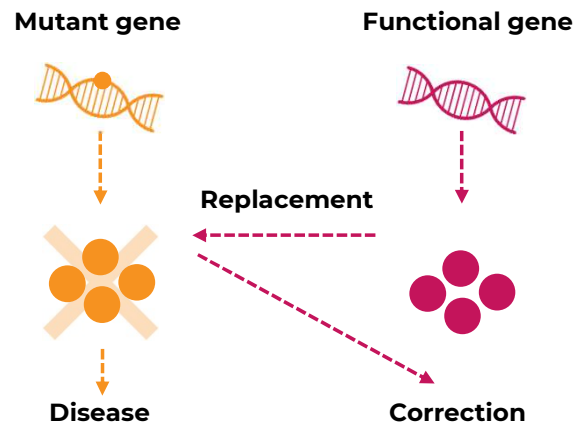 Mutant gene
Functional gene
Replacement
Disease
Correction